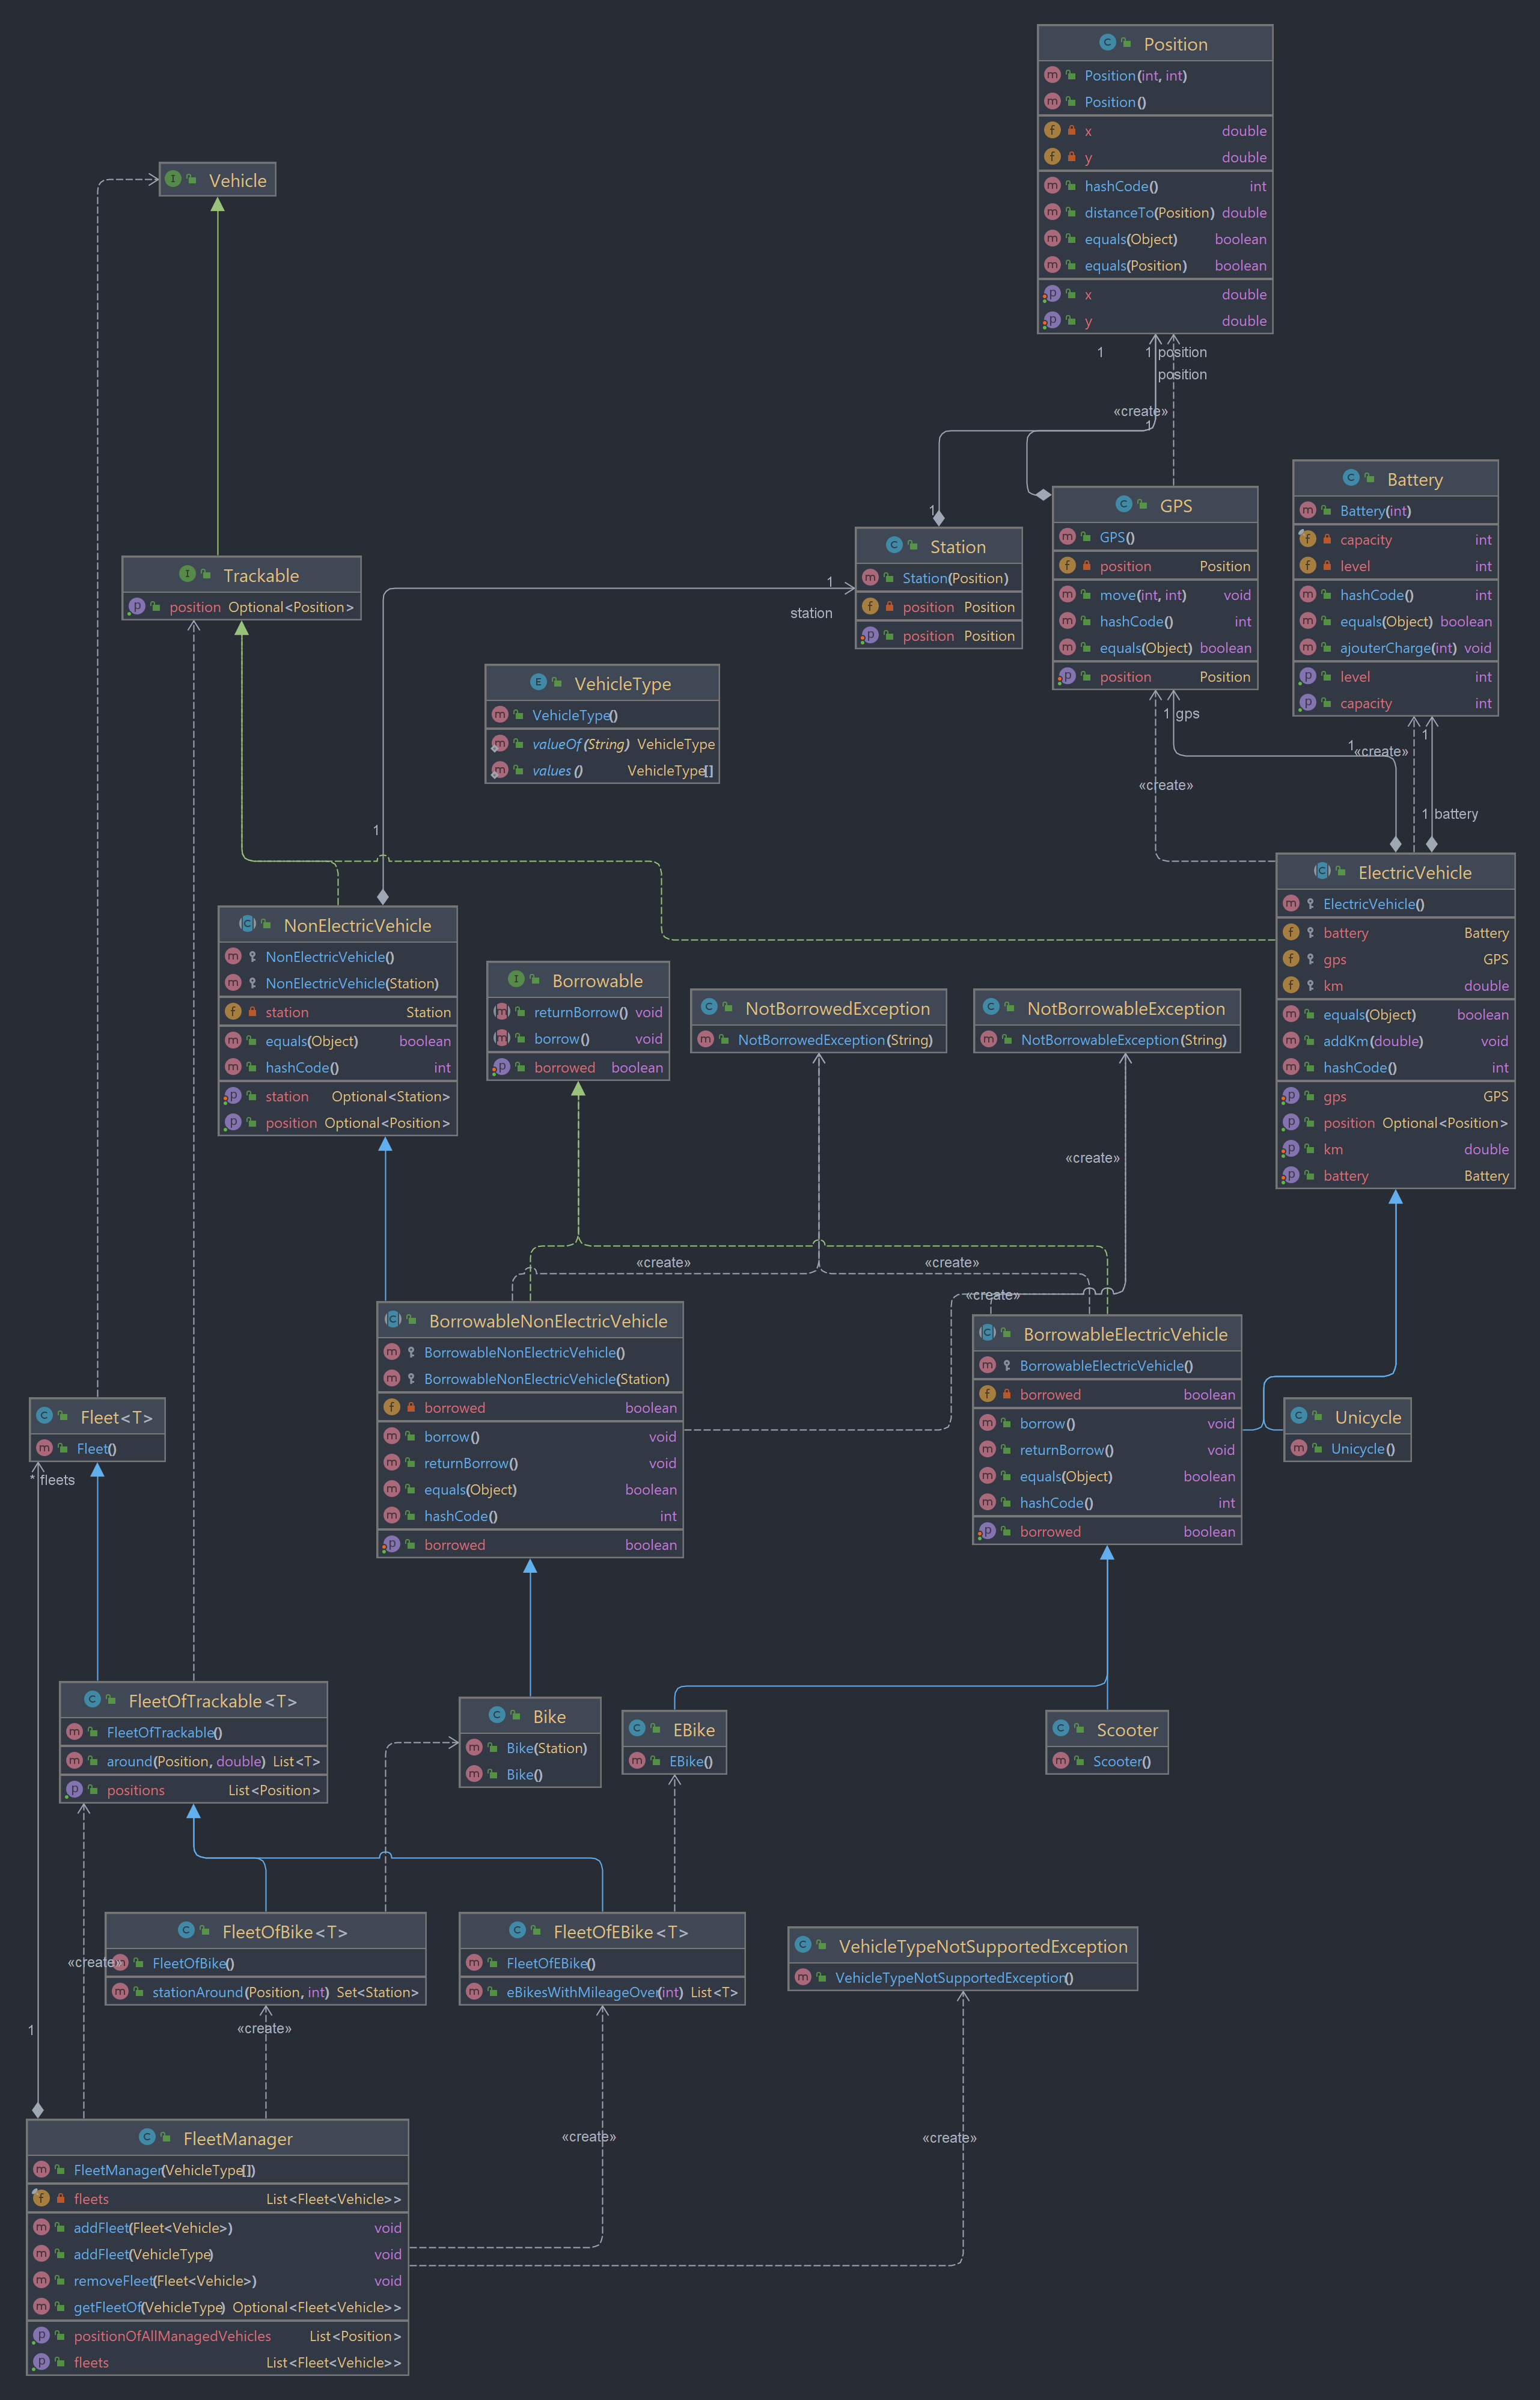 Position
Position(int, int)
Position()
x double
y double
hashCode() int
distanceTo(Position) double
equals(Object) boolean
equals(Position) boolean
x double
y double
Vehicle
1
1 position
position
«create»
1
Battery
Battery(int)
capacity int
level int
hashCode() int
equals(Object) boolean
ajouterCharge(int) void
level int
capacity int
GPS
GPS()
position Position
move(int, int) void
hashCode() int
equals(Object) boolean
position Position
1
Station
Station(Position)
position Position
position Position
Trackable
position Optional<Position>
1
station
VehicleType
VehicleType()
valueOf(String) VehicleType
values() VehicleType[]
1 gps
1
1 «create»
«create»
1 battery
1
ElectricVehicle
ElectricVehicle()
battery Battery
gps GPS
km double
equals(Object) boolean
addKm(double) void
hashCode() int
gps GPS
position Optional<Position>
km double
battery Battery
NonElectricVehicle
NonElectricVehicle()
NonElectricVehicle(Station)
station Station
equals(Object) boolean
hashCode() int
station Optional<Station>
position Optional<Position>
Borrowable
returnBorrow() void
borrow() void
borrowed boolean
NotBorrowedException
NotBorrowedException(String)
NotBorrowableException
NotBorrowableException(String)
«create»
«create»
«create»
«create»
BorrowableNonElectricVehicle
BorrowableNonElectricVehicle()
BorrowableNonElectricVehicle(Station)
borrowed boolean
borrow() void
returnBorrow() void
equals(Object) boolean
hashCode() int
borrowed boolean
BorrowableElectricVehicle
BorrowableElectricVehicle()
borrowed boolean
borrow() void
returnBorrow() void
equals(Object) boolean
hashCode() int
borrowed boolean
Unicycle
Unicycle()
Fleet<T>
Fleet()
* fleets
FleetOfTrackable<T>
FleetOfTrackable()
around(Position, double) List<T>
positions List<Position>
Bike
Bike(Station)
Bike()
EBike
EBike()
Scooter
Scooter()
FleetOfBike<T>
FleetOfBike()
stationAround(Position, int) Set<Station>
«create»
FleetOfEBike<T>
FleetOfEBike()
eBikesWithMileageOver(int) List<T>
VehicleTypeNotSupportedException
VehicleTypeNotSupportedException()
1
«create»
«create»
«create»
FleetManager
FleetManager(VehicleType[])
fleets List<Fleet<Vehicle>>
addFleet(Fleet<Vehicle>) void
addFleet(VehicleType) void
removeFleet(Fleet<Vehicle>) void
getFleetOf(VehicleType) Optional<Fleet<Vehicle>>
positionOfAllManagedVehicles List<Position>
fleets List<Fleet<Vehicle>>